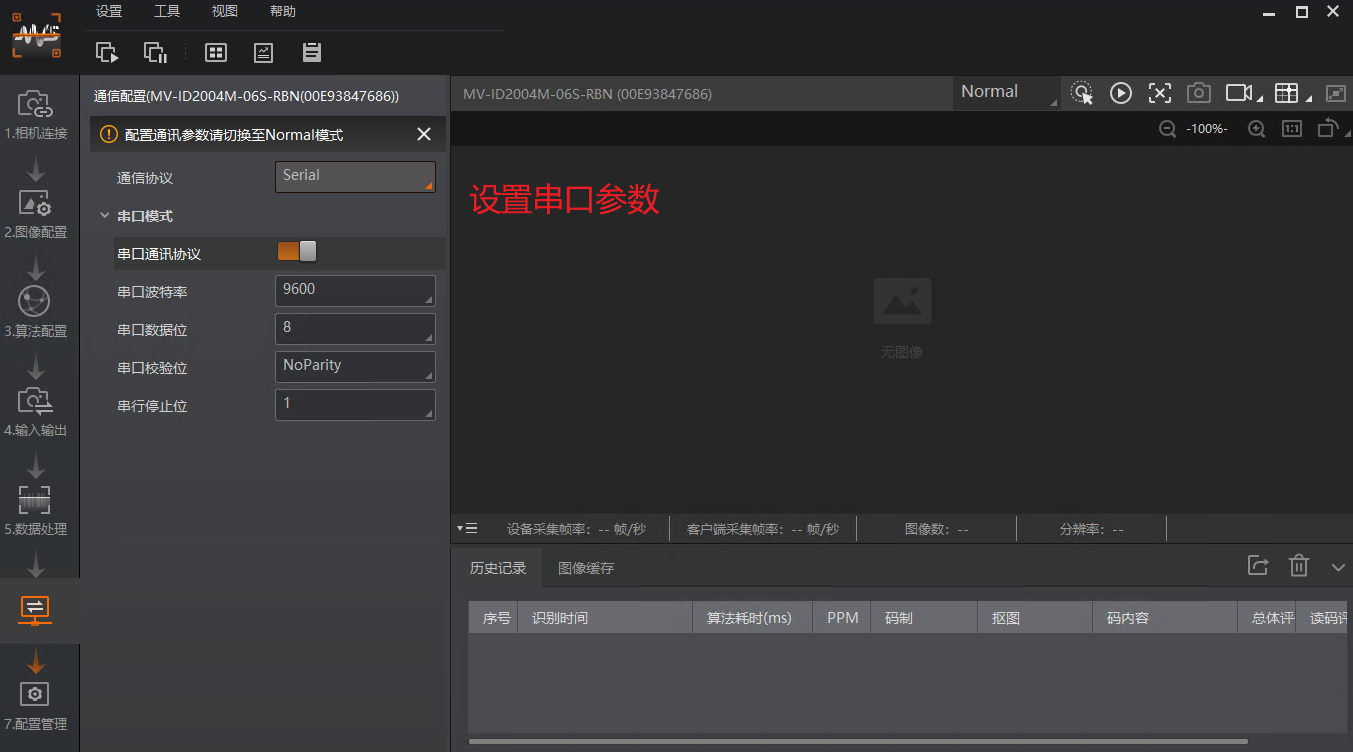 设置 工具 视图 帮助
通信配置(MV-ID2004M-06S-RBN(00E93847686))
配置通讯参数请切换至Normal模式
通信协议 Serial
串口模式
串口通讯协议
串口波特率 9600
串口数据位 8
串口校验位 NoParity
串行停止位 1
1.相机连接
2.图像配置
3.算法配置
4.输入输出
5.数据处理
7.配置管理
MV-ID2004M-06S-RBN (00E93847686)
Normal
-100%-
1:1
设置串口参数
无图像
设备采集帧率: -- 帧/秒 客户端采集帧率: -- 帧/秒 图像数: -- 分辨率: --
历史记录 图像缓存
序号 识别时间 算法耗时(ms) PPM 码制 抠图 码内容 总体评 读码评